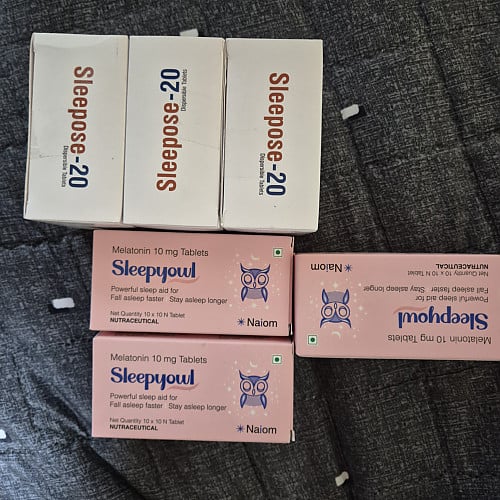 Sleepose-20
Dispersible Tablets
Sleepose-20
Dispersible Tablets
Sleepose-20
Dispersible Tablets
Melatonin 10 mg Tablets
Sleepyowl
Powerful sleep aid for
Fall asleep faster Stay asleep longer
Net Quantity 10 x 10 N Tablet
NUTRACEUTICAL
Naiom
Melatonin 10 mg Tablets
Sleepyowl
Powerful sleep aid for
Fall asleep faster Stay asleep longer
Net Quantity 10 x 10 N Tablet
NUTRACEUTICAL
Naiom
Melatonin 10 mg Tablets
Sleepyowl
Powerful sleep aid for
Fall asleep faster Stay asleep longer
Net Quantity 10 x 10 N Tablet
NUTRACEUTICAL
Naiom